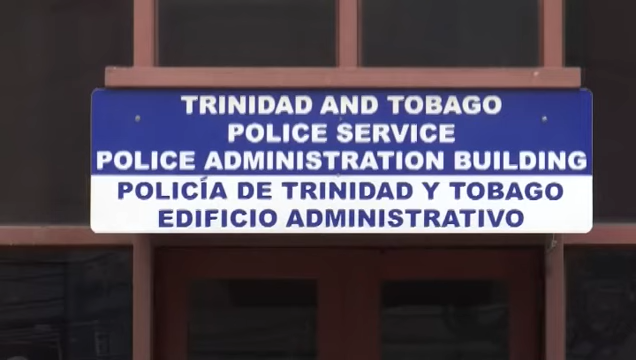 TRINIDAD AND TOBAGO
POLICE SERVICE
POLICE ADMINISTRATION BUILDING
POLICÍA DE TRINIDAD Y TOBAGO
EDIFICIO ADMINISTRATIVO